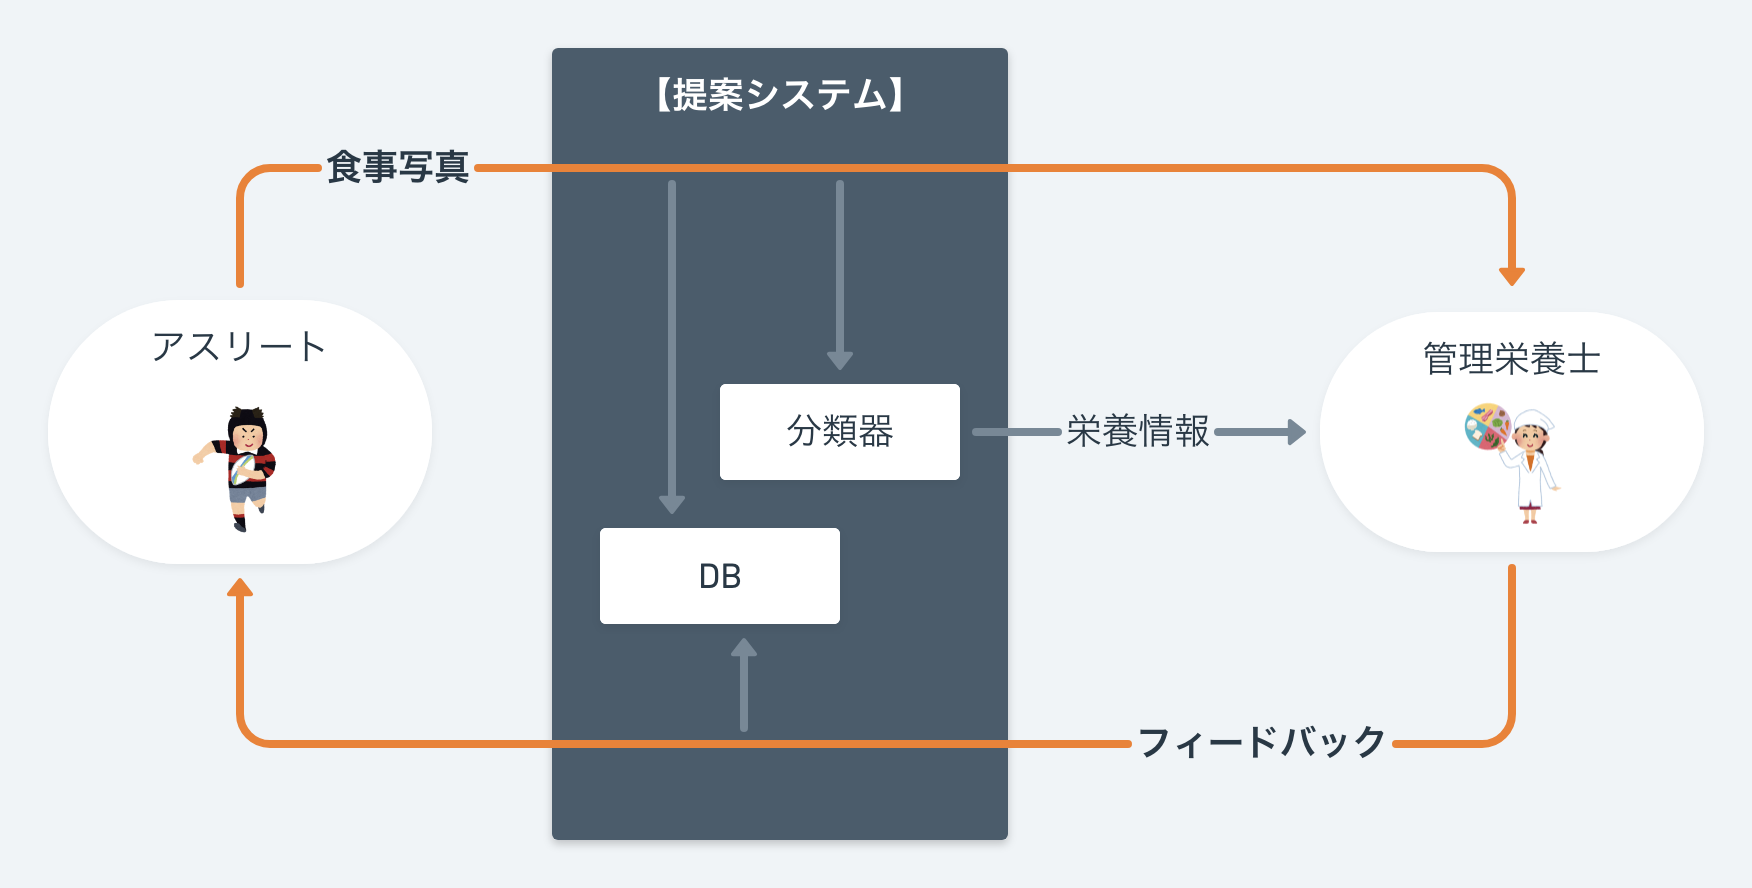 【提案システム】
食事写真
アスリート
管理栄養士
分類器
栄養情報
DB
フィードバック